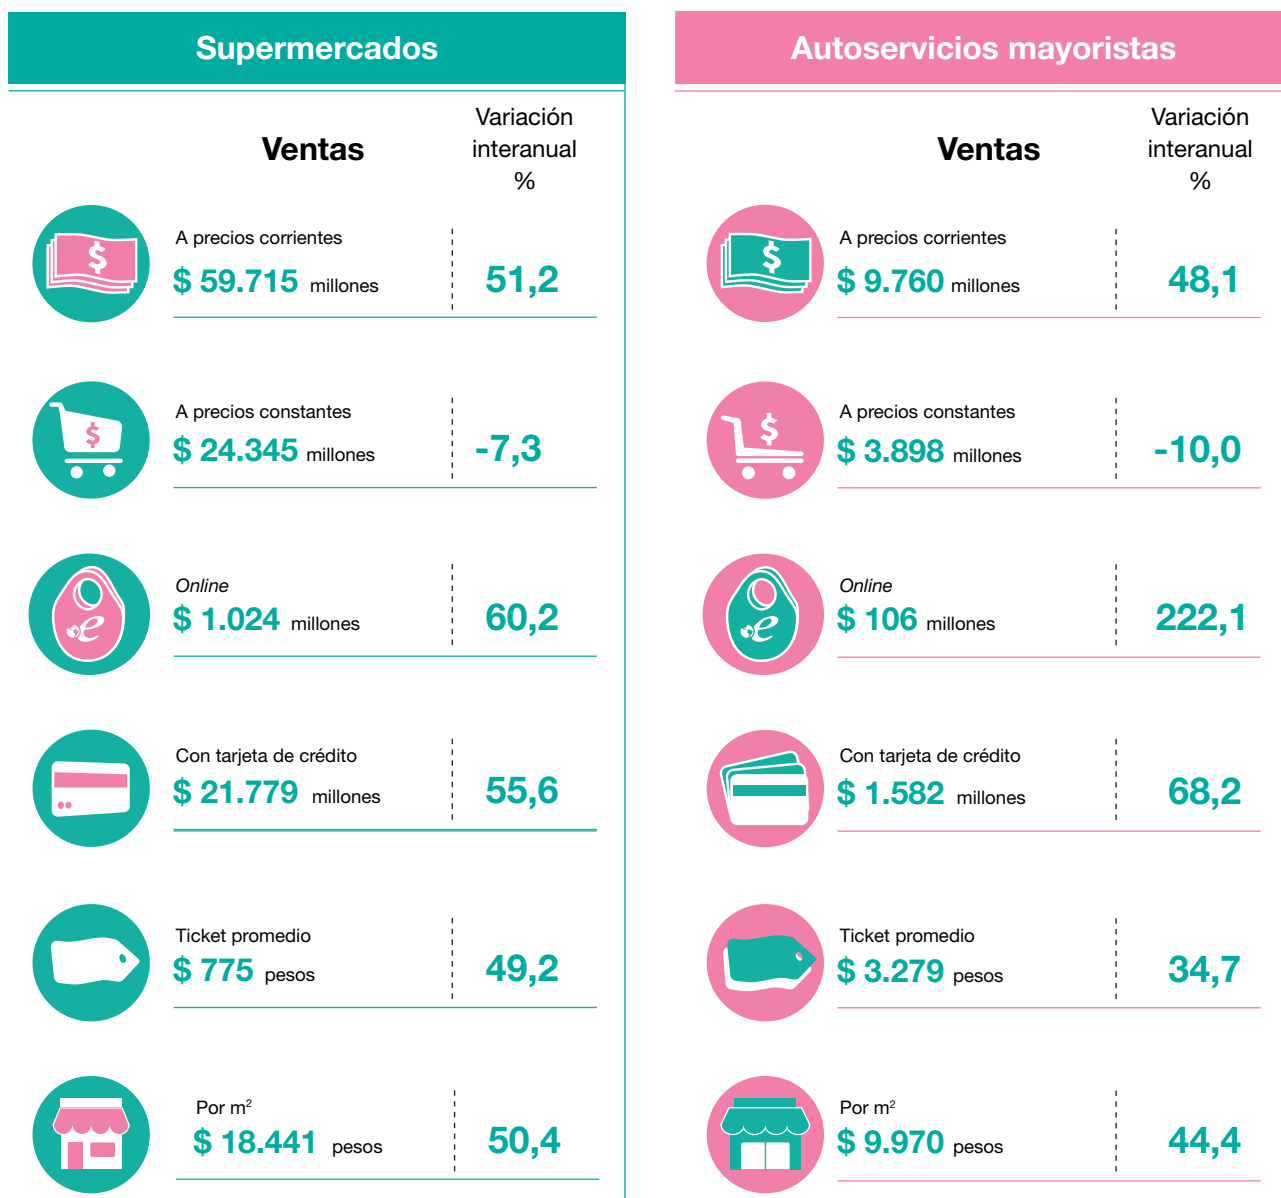 Supermercados
Ventas
Variación
interanual
%
A precios corrientes
$ 59.715 millones
51,2
A precios constantes
$ 24.345 millones
-7,3
Online
$ 1.024 millones
60,2
Con tarjeta de crédito
$ 21.779 millones
55,6
Ticket promedio
$ 775 pesos
49,2
Por m²
$ 18.441 pesos
50,4
Autoservicios mayoristas
Ventas
Variación
interanual
%
A precios corrientes
$ 9.760 millones
48,1
A precios constantes
$ 3.898 millones
-10,0
Online
$ 106 millones
222,1
Con tarjeta de crédito
$ 1.582 millones
68,2
Ticket promedio
$ 3.279 pesos
34,7
Por m²
$ 9.970 pesos
44,4